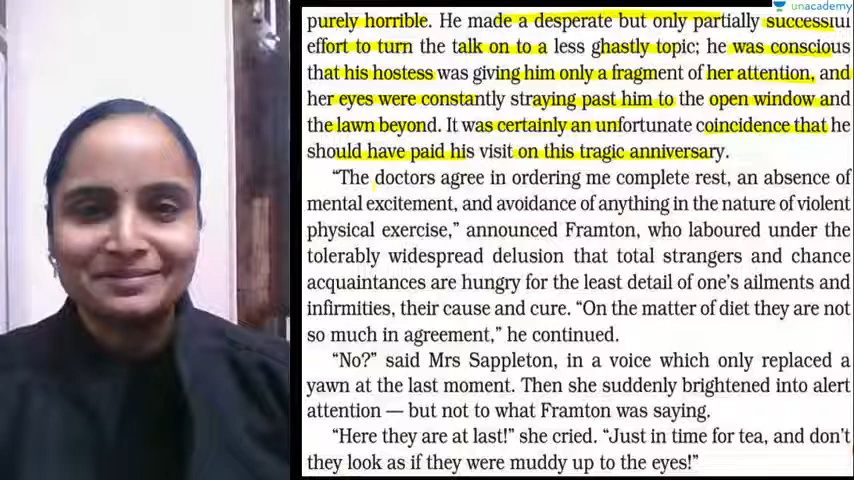 unacademy
purely horrible. He made a desperate but only partially successful
effort to turn the talk on to a less ghastly topic; he was conscious
that his hostess was giving him only a fragment of her attention, and
her eyes were constantly straying past him to the open window and
the lawn beyond. It was certainly an unfortunate coincidence that he
should have paid his visit on this tragic anniversary.
“The doctors agree in ordering me complete rest, an absence of
mental excitement, and avoidance of anything in the nature of violent
physical exercise,” announced Framton, who laboured under the
tolerably widespread delusion that total strangers and chance
acquaintances are hungry for the least detail of one’s ailments and
infirmities, their cause and cure. “On the matter of diet they are not
so much in agreement,” he continued.
“No?” said Mrs Sappleton, in a voice which only replaced a
yawn at the last moment. Then she suddenly brightened into alert
attention — but not to what Framton was saying.
“Here they are at last!” she cried. “Just in time for tea, and don’t
they look as if they were muddy up to the eyes!”